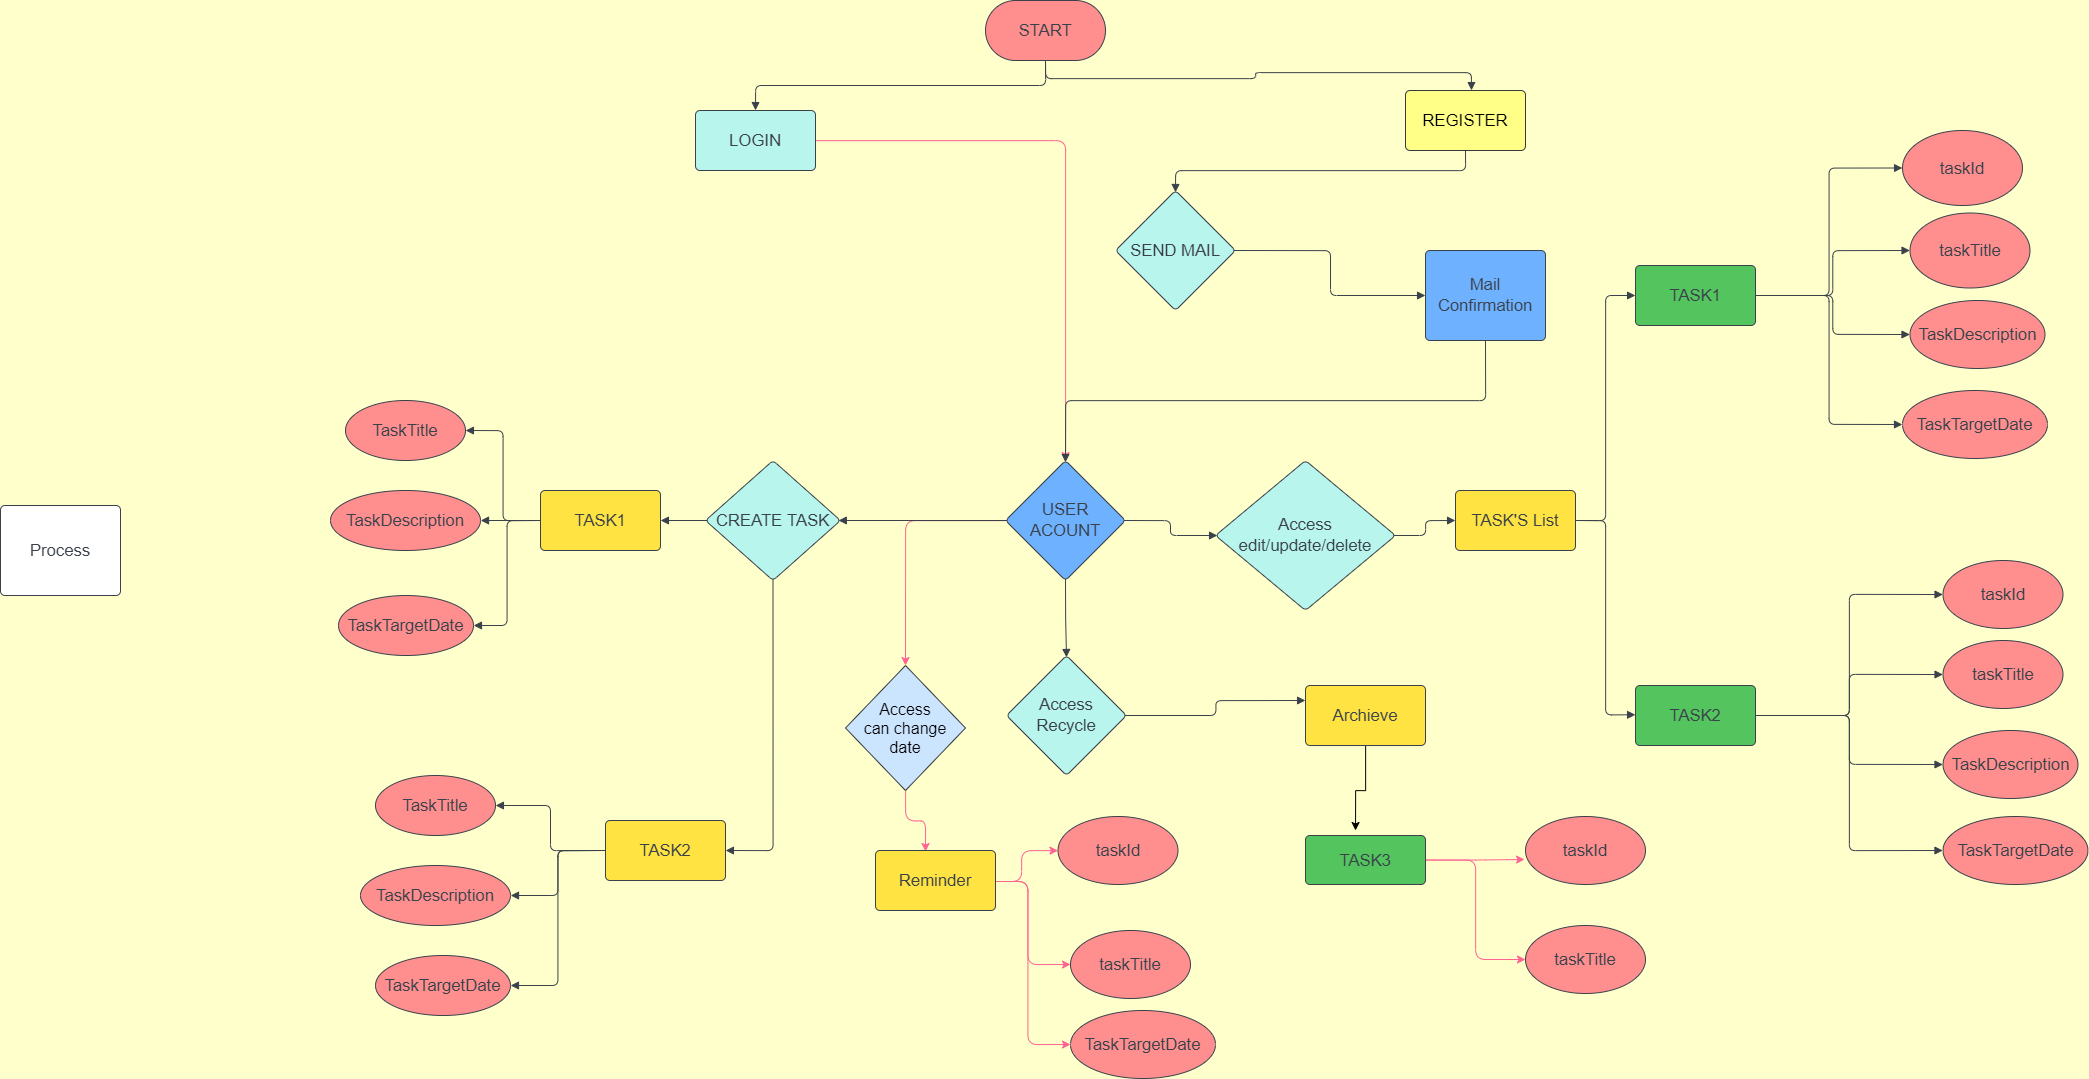 START
LOGIN
REGISTER
SEND MAIL
Mail
Confirmation
TASK1
taskId
taskTitle
TaskDescription
TaskTargetDate
TaskTitle
TaskDescription
TaskTargetDate
TASK1
CREATE TASK
USER
ACOUNT
Access
edit/update/delete
TASK'S List
Process
taskId
taskTitle
TaskDescription
TaskTargetDate
TASK2
Access
can change
date
Access
Recycle
Archieve
TaskTitle
TaskDescription
TaskTargetDate
TASK2
Reminder
taskId
taskTitle
TaskTargetDate
TASK3
taskId
taskTitle